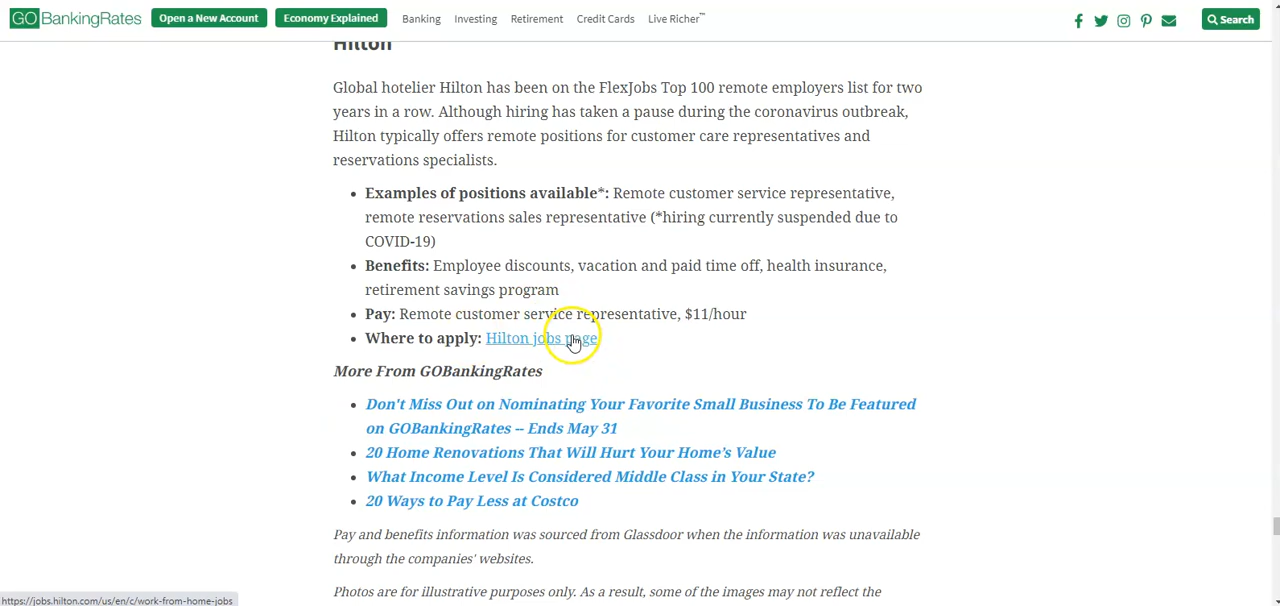 GOBankingRates Open a New Account Economy Explained Banking Investing Retirement Credit Cards Live Richer™ Search
Hilton
Global hotelier Hilton has been on the FlexJobs Top 100 remote employers list for two
years in a row. Although hiring has taken a pause during the coronavirus outbreak,
Hilton typically offers remote positions for customer care representatives and
reservations specialists.
• Examples of positions available*: Remote customer service representative,
remote reservations sales representative (*hiring currently suspended due to
COVID-19)
• Benefits: Employee discounts, vacation and paid time off, health insurance,
retirement savings program
• Pay: Remote customer service representative, $11/hour
• Where to apply: Hilton jobs page
More From GOBankingRates
• Don't Miss Out on Nominating Your Favorite Small Business To Be Featured
on GOBankingRates -- Ends May 31
• 20 Home Renovations That Will Hurt Your Home's Value
• What Income Level Is Considered Middle Class in Your State?
• 20 Ways to Pay Less at Costco
Pay and benefits information was sourced from Glassdoor when the information was unavailable
through the companies' websites.
Photos are for illustrative purposes only. As a result, some of the images may not reflect the
https://jobs.hilton.com/us/en/c/work-from-home-jobs